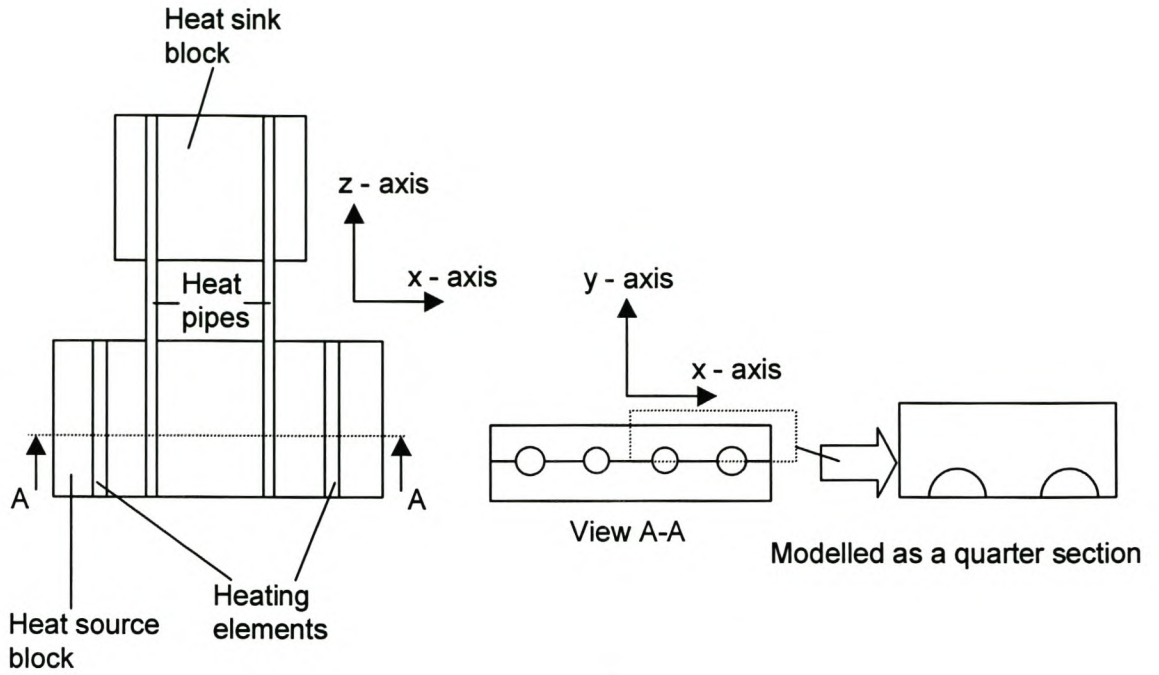 Heat sink
block
z - axis
x - axis
Heat
pipes
y - axis
x - axis
A
A
View A-A
Modelled as a quarter section
Heating
elements
Heat source
block